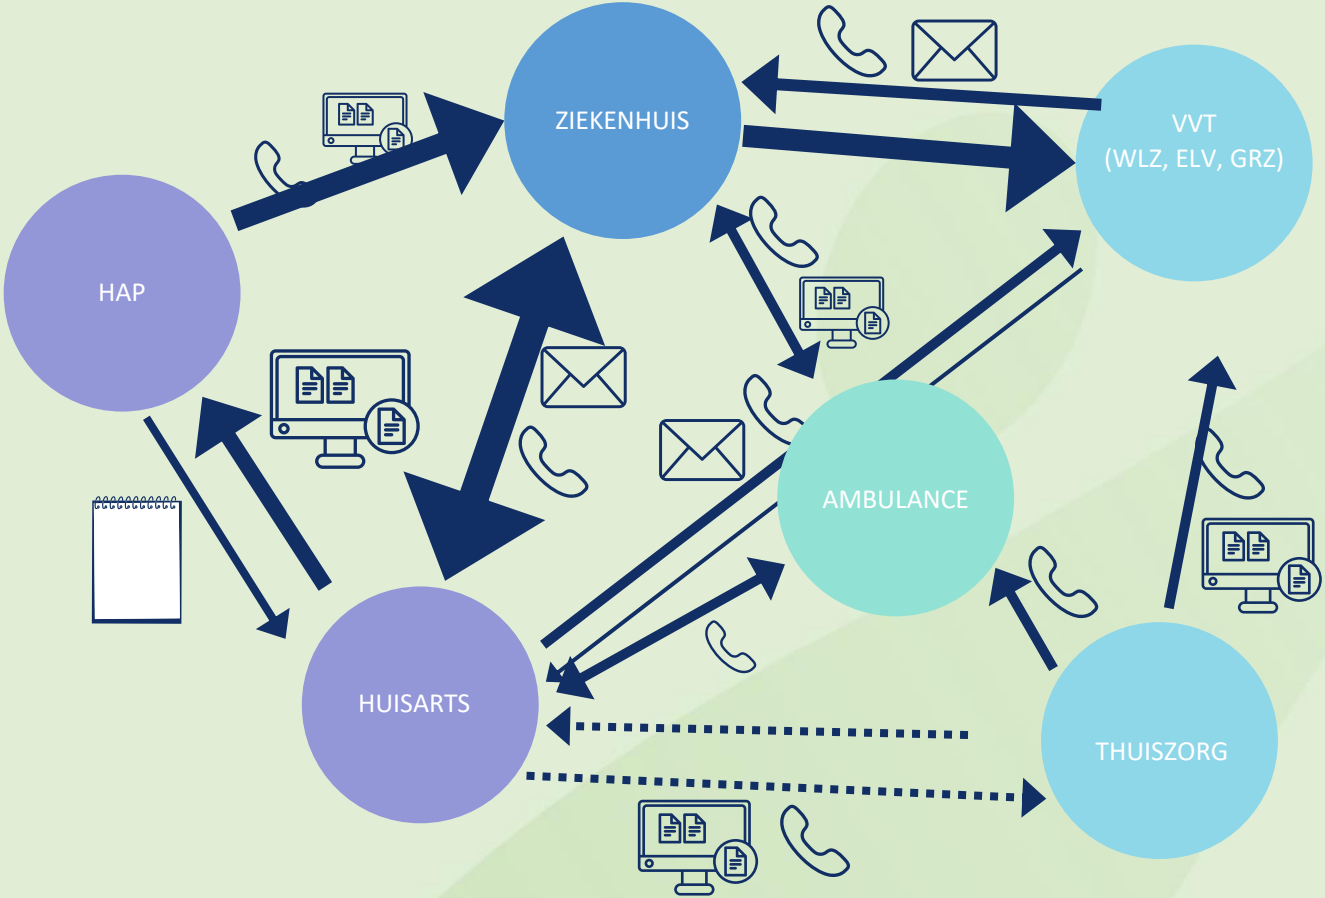 ZIEKENHUIS
VVT
(WLZ, ELV, GRZ)
HAP
AMBULANCE
HUISARTS
THUISZORG